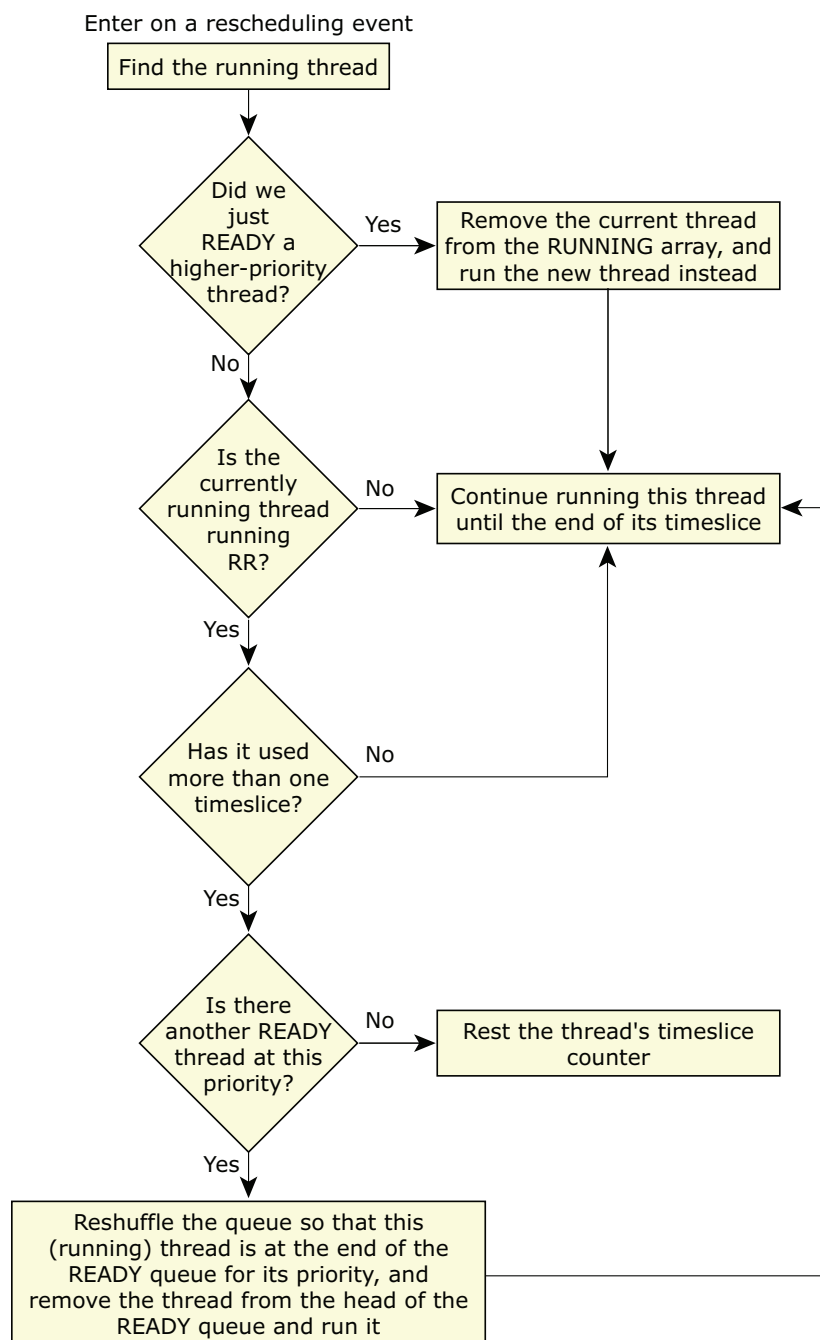 Enter on a rescheduling event
Find the running thread
Did we
just
READY a
higher-priority
thread?
Yes
Remove the current thread
from the RUNNING array, and
run the new thread instead
No
Is the
currently
running thread
running
RR?
No
Continue running this thread
until the end of its timeslice
Yes
Has it used
more than one
timeslice?
No
Yes
Is there
another READY
thread at this
priority?
No
Rest the thread's timeslice
counter
Yes
Reshuffle the queue so that this
(running) thread is at the end of the
READY queue for its priority, and
remove the thread from the head of the
READY queue and run it